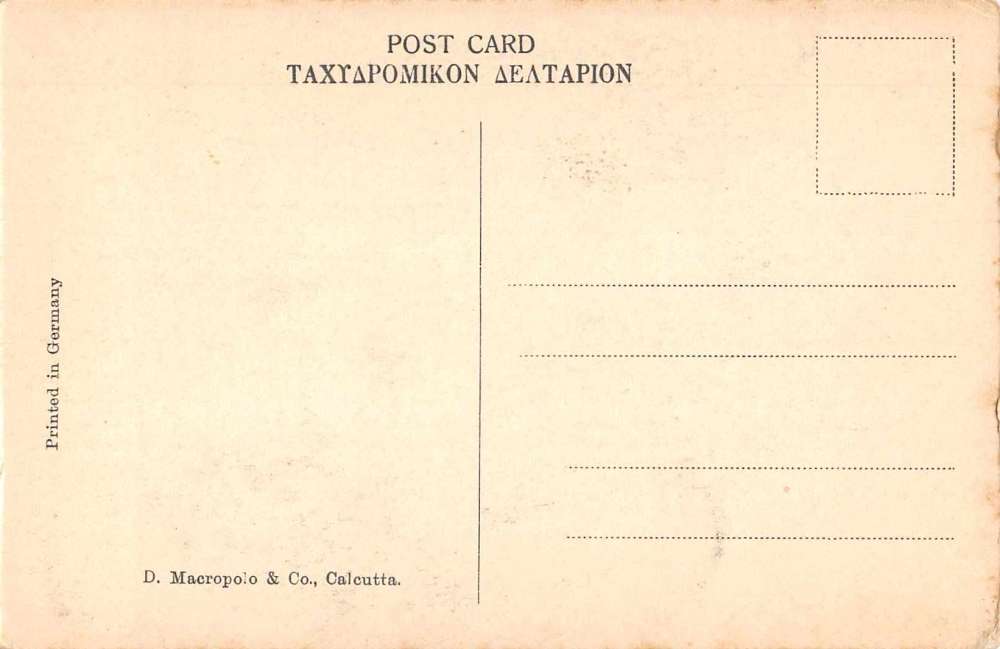 POST CARD
ΤΑΧΥΔΡΟΜΙΚΟΝ ΔΕΛΤΑΡΙΟΝ
Printed in Germany
D. Macropolo & Co., Calcutta.